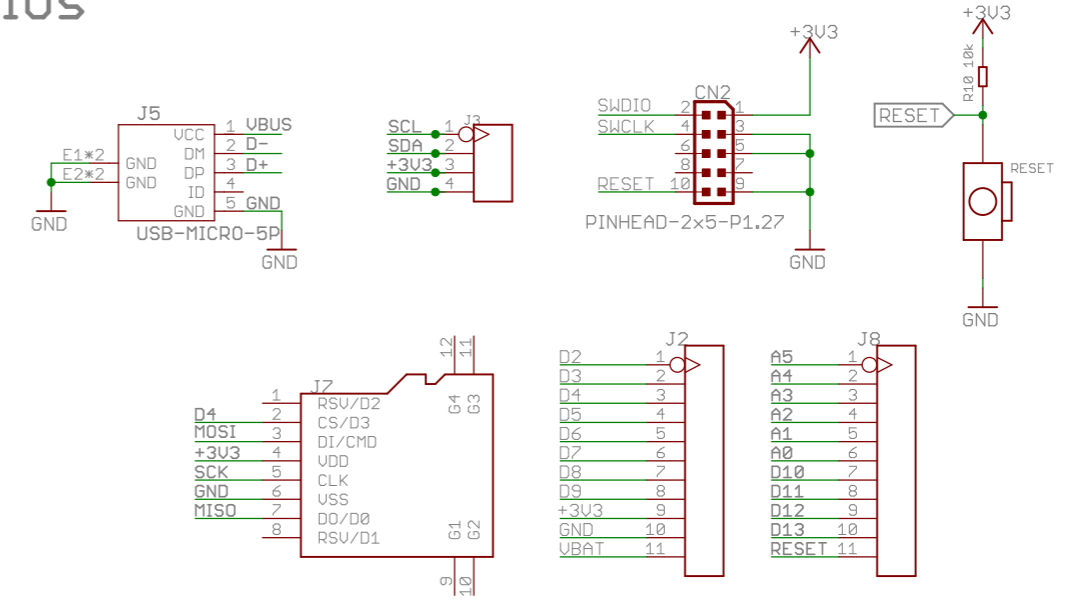 IOs
J5
VCC 1 VBUS
DM 2 D-
DP 3 D+
ID 4
GND 5 GND
E1*2 GND
E2*2 GND
GND
USB-MICRO-5P
GND
J3
SCL 1
SDA 2
+3V3 3
GND 4
+3V3
CN2
SWDIO 2 1
SWCLK 4 3
6 5
8 7
RESET 10 9
PINHEAD-2x5-P1.27
GND
+3V3
R10 10k
RESET
RESET
GND
J7
12 11
G4 G3
1 RSV/D2
D4 2 CS/D3
MOSI 3 DI/CMD
+3V3 4 VDD
SCK 5 CLK
GND 6 VSS
MISO 7 DO/D0
8 RSV/D1
G1 G2
9 10
J2
D2 1
D3 2
D4 3
D5 4
D6 5
D7 6
D8 7
D9 8
+3V3 9
GND 10
VBAT 11
J8
A5 1
A4 2
A3 3
A2 4
A1 5
A0 6
D10 7
D11 8
D12 9
D13 10
RESET 11